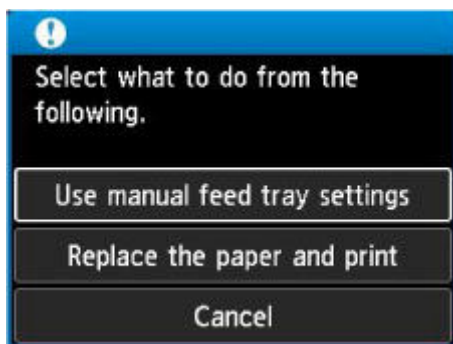 Select what to do from the
following.
Use manual feed tray settings
Replace the paper and print
Cancel